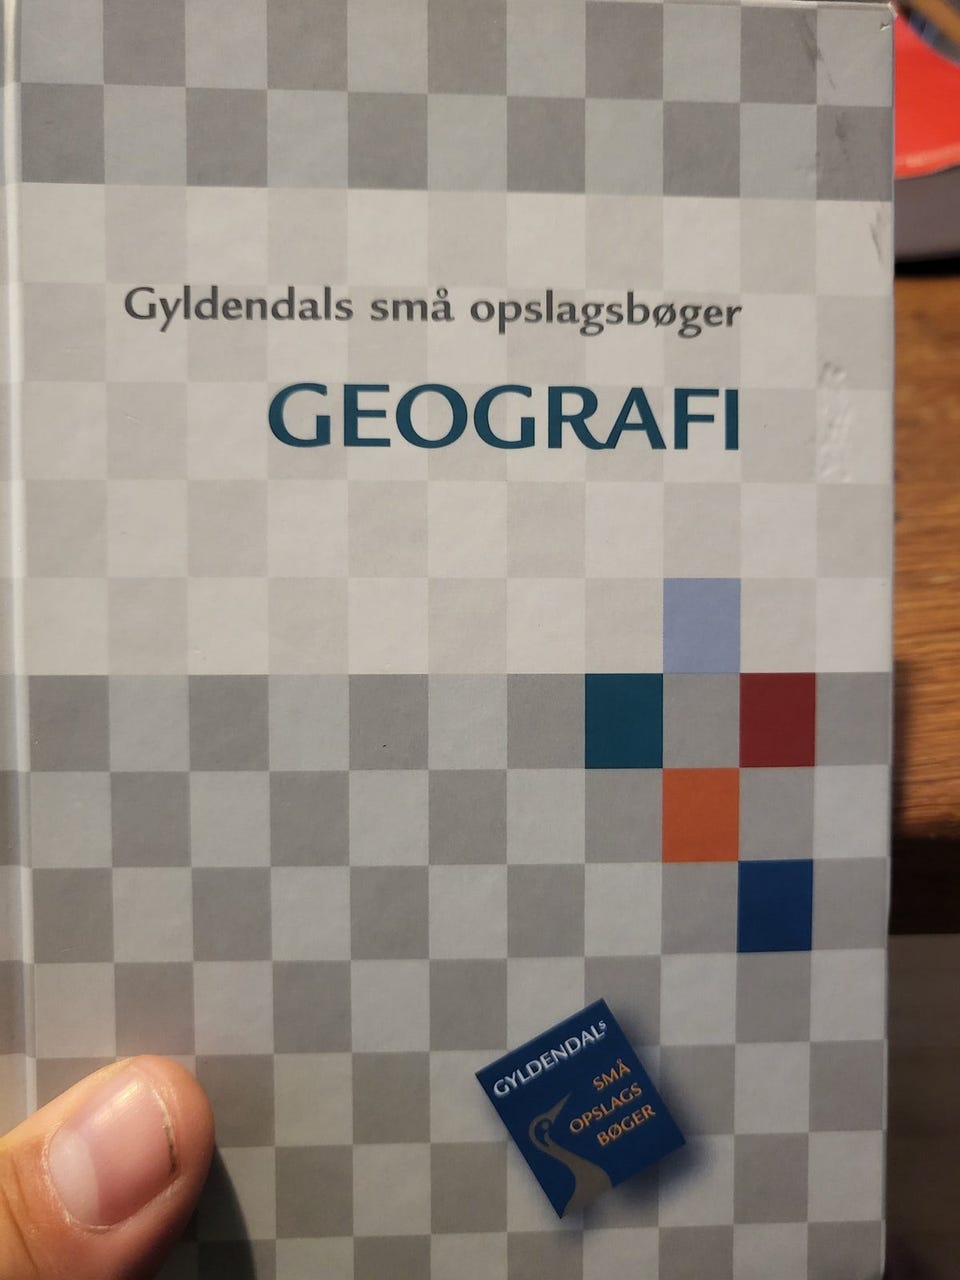 Gyldendals små opslagsbøger
GEOGRAFI
GYLDENDALS
SMÅ
OPSLAGS
BØGER